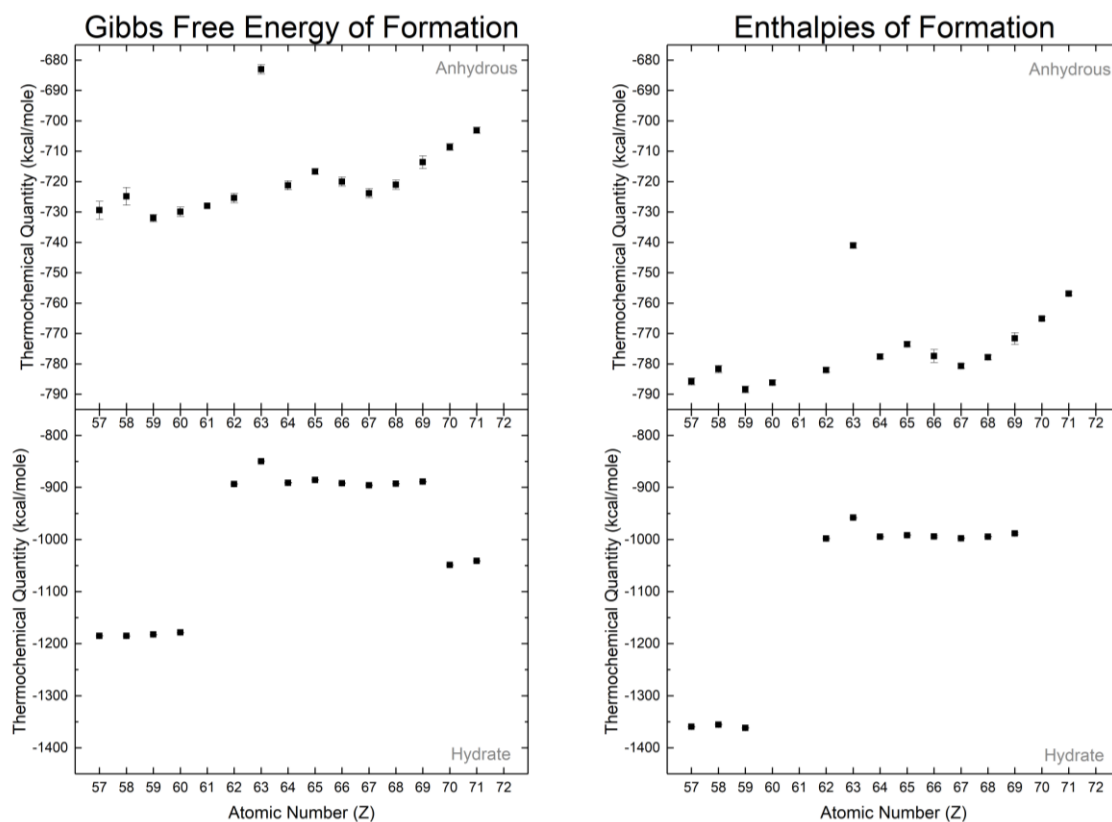 Gibbs Free Energy of Formation
Anhydrous
Thermochemical Quantity (kcal/mole)
-680
-690
-700
-710
-720
-730
-740
-750
-760
-770
-780
-790
57 58 59 60 61 62 63 64 65 66 67 68 69 70 71 72
Thermochemical Quantity (kcal/mole)
-800
-900
-1000
-1100
-1200
-1300
-1400
Hydrate
57 58 59 60 61 62 63 64 65 66 67 68 69 70 71 72
Atomic Number (Z)
Enthalpies of Formation
Anhydrous
Thermochemical Quantity (kcal/mole)
-680
-690
-700
-710
-720
-730
-740
-750
-760
-770
-780
-790
57 58 59 60 61 62 63 64 65 66 67 68 69 70 71 72
Thermochemical Quantity (kcal/mole)
-800
-900
-1000
-1100
-1200
-1300
-1400
Hydrate
57 58 59 60 61 62 63 64 65 66 67 68 69 70 71 72
Atomic Number (Z)